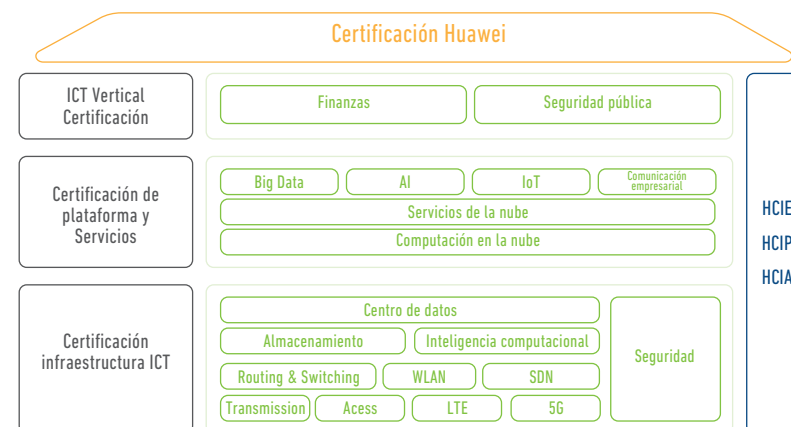 Certificación Huawei
ICT Vertical
Certificación
Finanzas
Seguridad pública
Certificación de
plataforma y
Servicios
Big Data
AI
IoT
Comunicación
empresarial
Servicios de la nube
Computación en la nube
HCIE
HCIP
HCIA
Certificación
infraestructura ICT
Centro de datos
Almacenamiento
Inteligencia computacional
Seguridad
Routing & Switching
WLAN
SDN
Transmission
Acess
LTE
5G